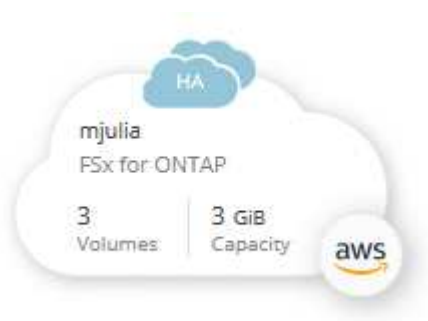 HA
mjulia
FSx for ONTAP
3 3 GiB
Volumes Capacity
aws